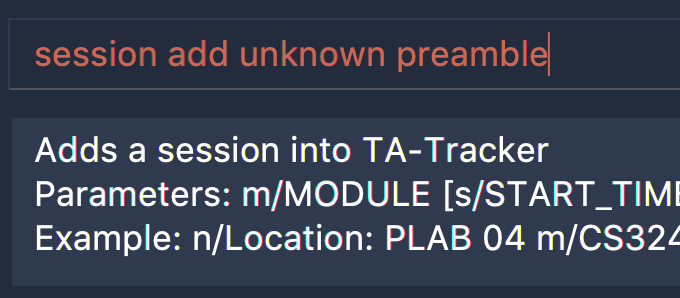 session add unknown preamble
Adds a session into TA-Tracker
Parameters: m/MODULE [s/START_TIME
Example: n/Location: PLAB 04 m/CS324